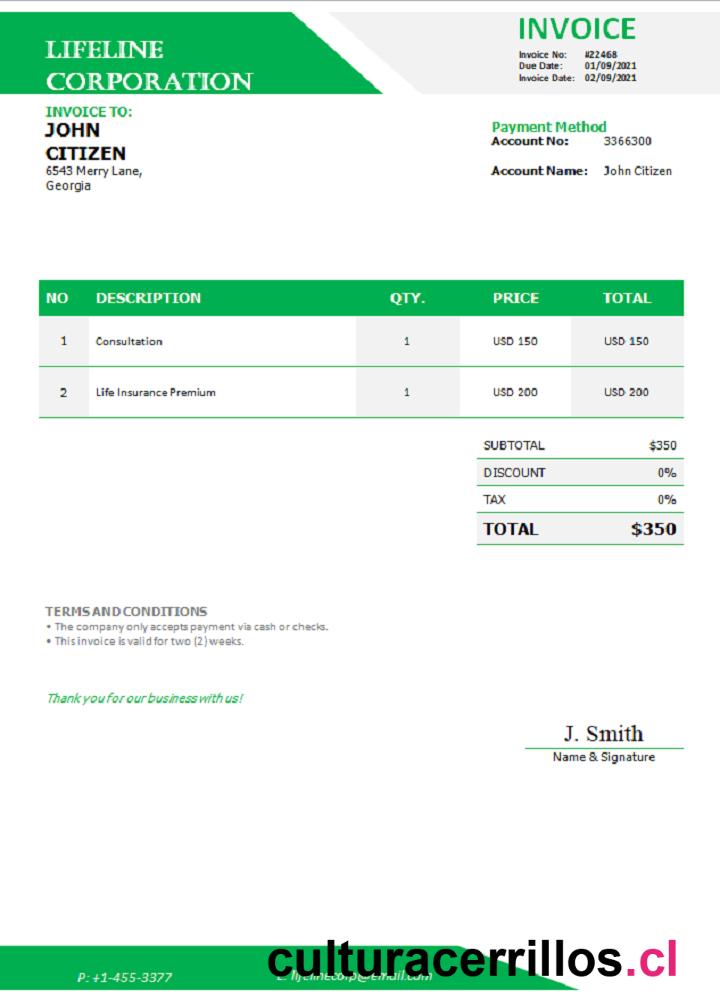 LIFELINE
CORPORATION
INVOICE
Invoice No: #22468
Due Date: 01/09/2021
Invoice Date: 02/09/2021
INVOICE TO:
JOHN
CITIZEN
6543 Merry Lane,
Georgia
Payment Method
Account No: 3366300
Account Name: John Citizen
NO DESCRIPTION QTY. PRICE TOTAL
1 Consultation 1 USD 150 USD 150
2 Life Insurance Premium 1 USD 200 USD 200
SUBTOTAL $350
DISCOUNT 0%
TAX 0%
TOTAL $350
TERMS AND CONDITIONS
• The company only accepts payment via cash or checks.
• This invoice is valid for two (2) weeks.
Thank you for our business with us!
J. Smith
Name & Signature
P: +1-455-3377
E: lifelinecorp@email.com
culturacerrillos.cl